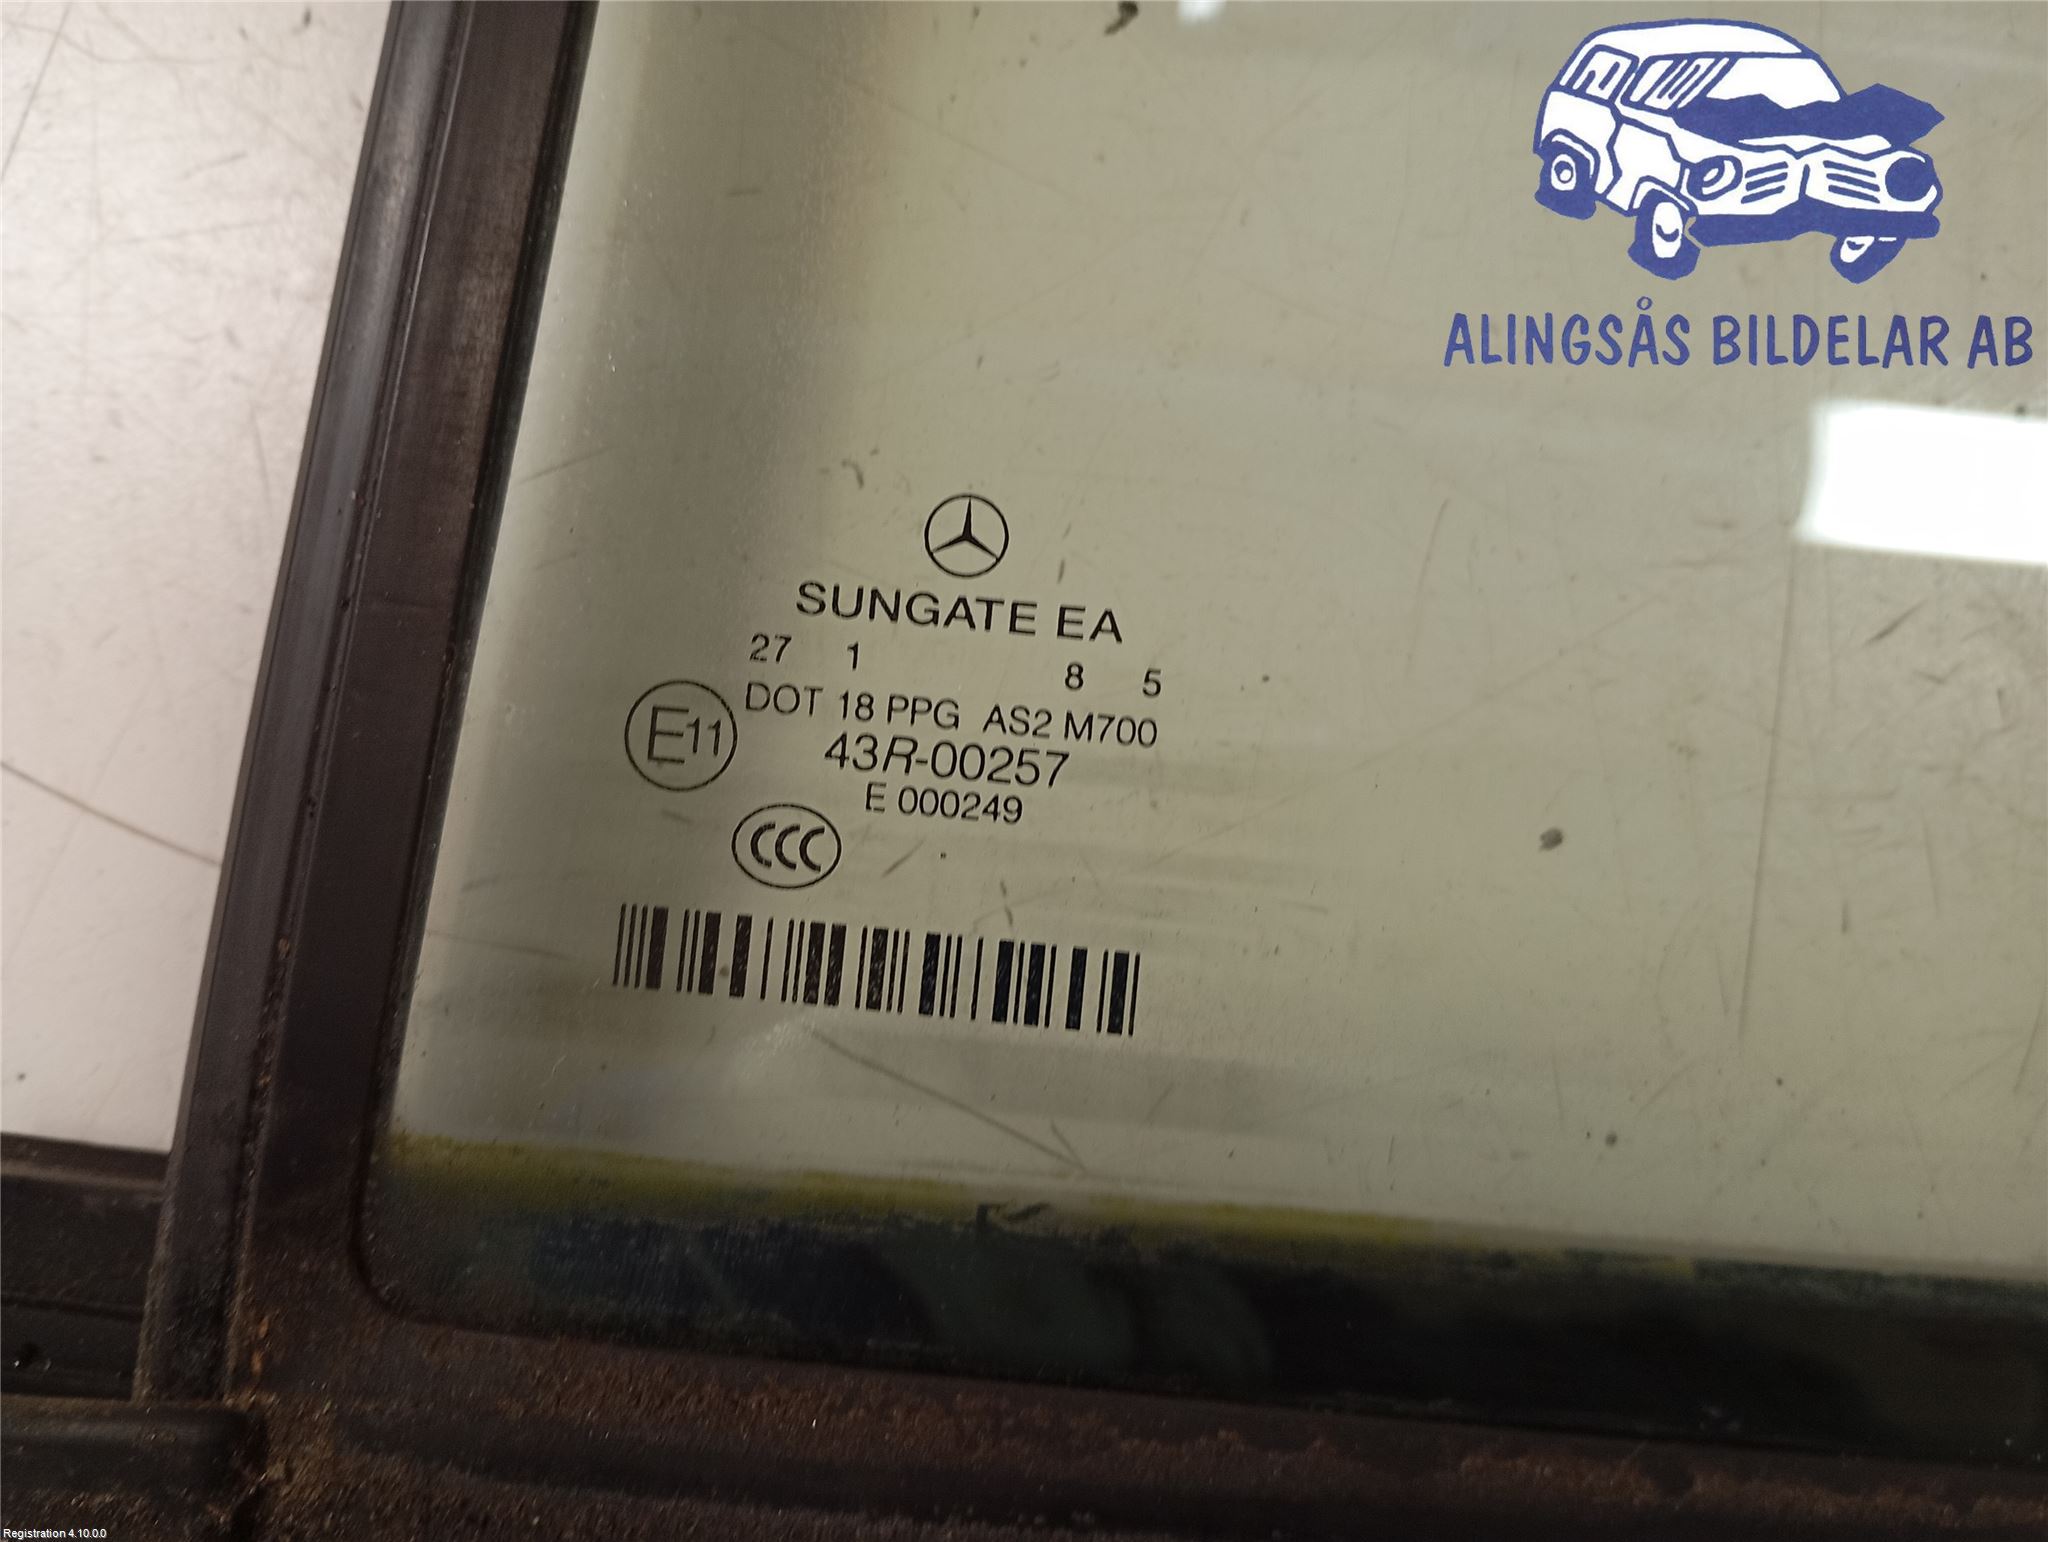 ALINGSÅS BILDELAR AB
SUNGATE EA
27 1 8 5
DOT 18 PPG AS2 M700
E11
43R-00257
E 000249
CCC
Registration 4.10.0.0